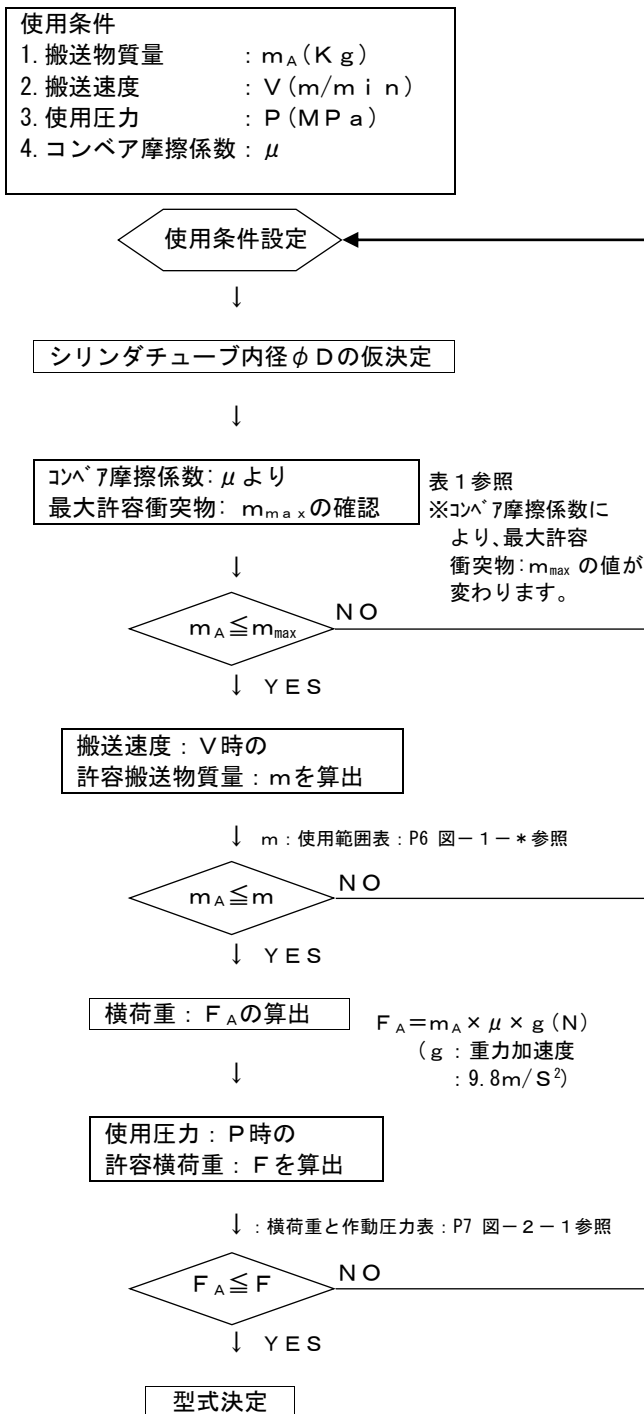 使用条件
1. 搬送物質量 : mA(Kg)
2. 搬送速度 : V(m/min)
3. 使用圧力 : P(MPa)
4. コンベア摩擦係数 : μ
使用条件設定
↓
シリンダチューブ内径φDの仮決定
↓
コンベア摩擦係数:μより
最大許容衝突物: mmaxの確認
表1参照
※コンベア摩擦係数に
より、最大許容
衝突物:mmax の値が
変わります。
↓
mA≦mmax
NO
↓ YES
搬送速度:V時の
許容搬送物質量:mを算出
↓ m:使用範囲表:P6 図-1-*参照
mA≦m
NO
↓ YES
横荷重:FAの算出
FA=mA×μ×g(N)
(g:重力加速度
:9.8m/S²)
↓
使用圧力:P時の
許容横荷重:Fを算出
↓:横荷重と作動圧力表:P7 図-2-1参照
FA≦F
NO
↓ YES
型式決定